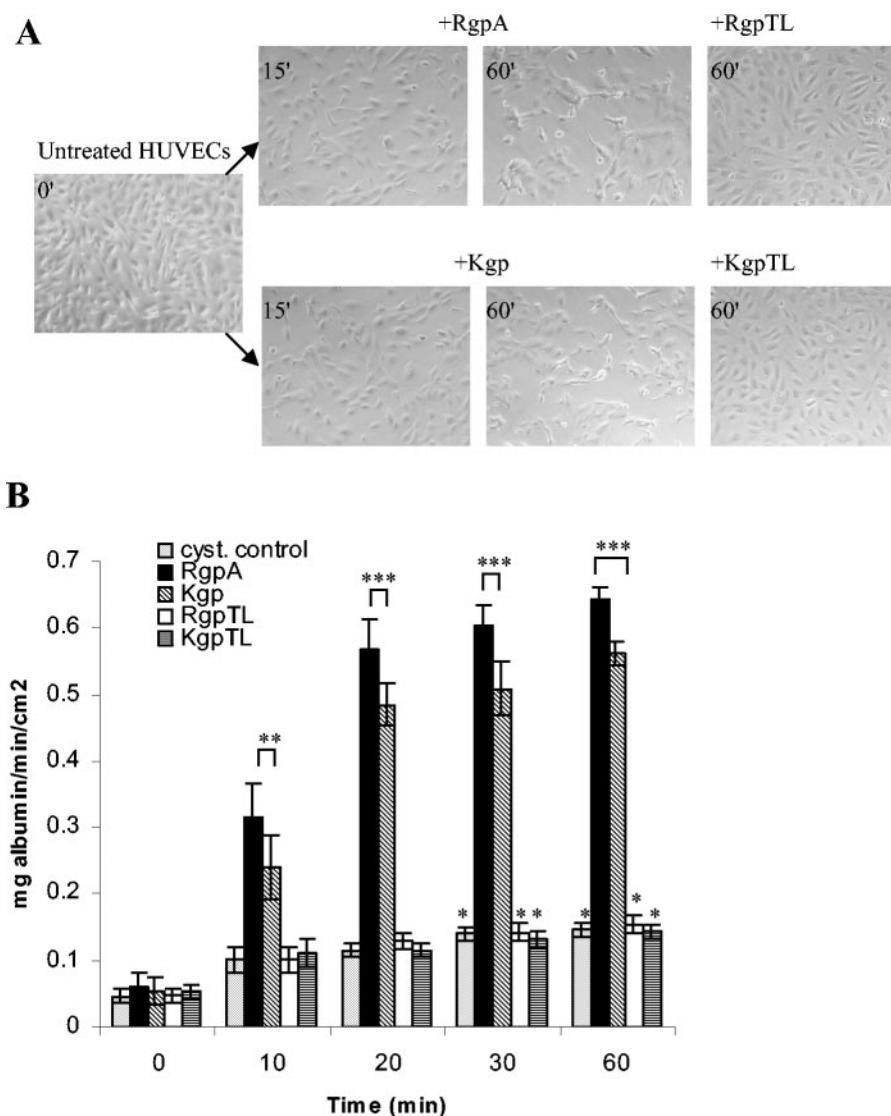 A
+RgpA
+RgpTL
15'
60'
60'
Untreated HUVECs
0'
+Kgp
+KgpTL
15'
60'
60'
B
cyst. control
RgpA
Kgp
RgpTL
KgpTL
mg albumin/min/min/cm2
0.7
0.6
0.5
0.4
0.3
0.2
0.1
0
**
***
***
***
* * *
* * *
0 10 20 30 60
Time (min)